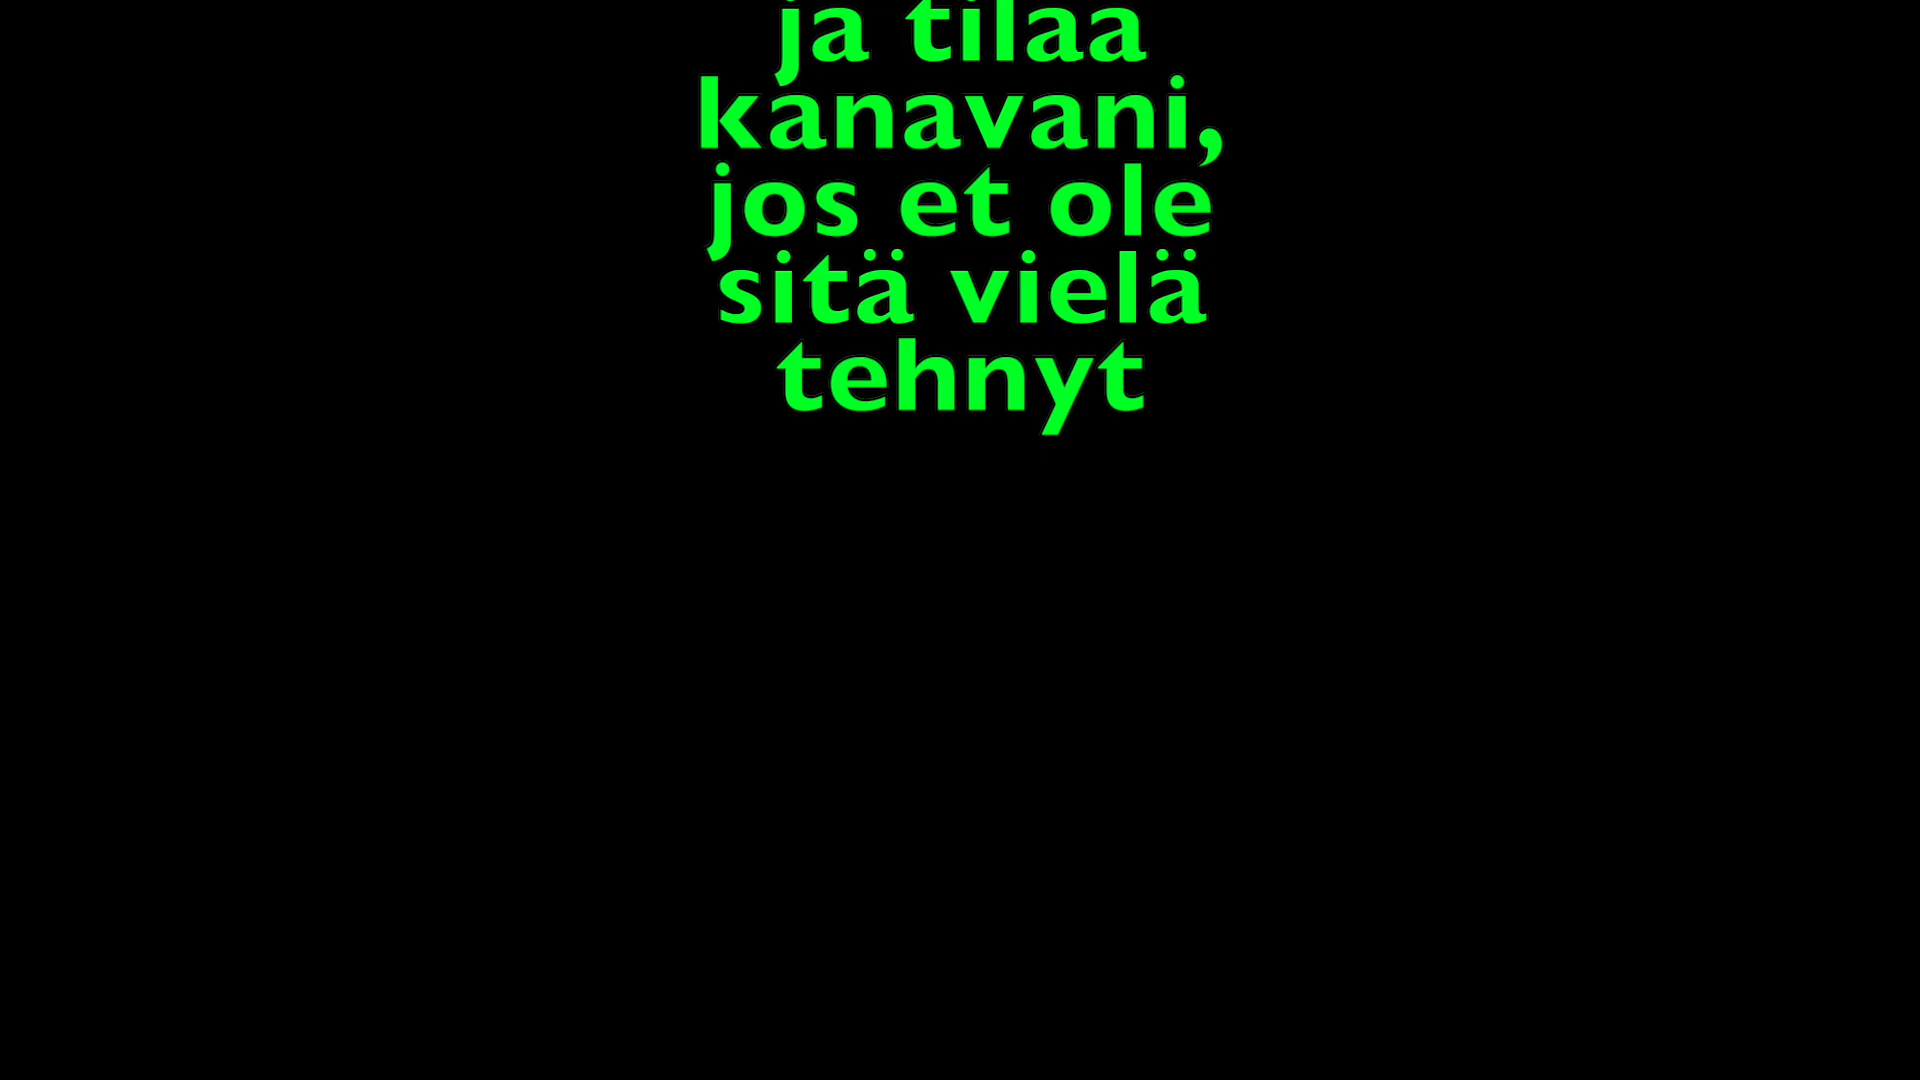 ja tilaa
kanavani,
jos et ole
sitä vielä
tehnyt